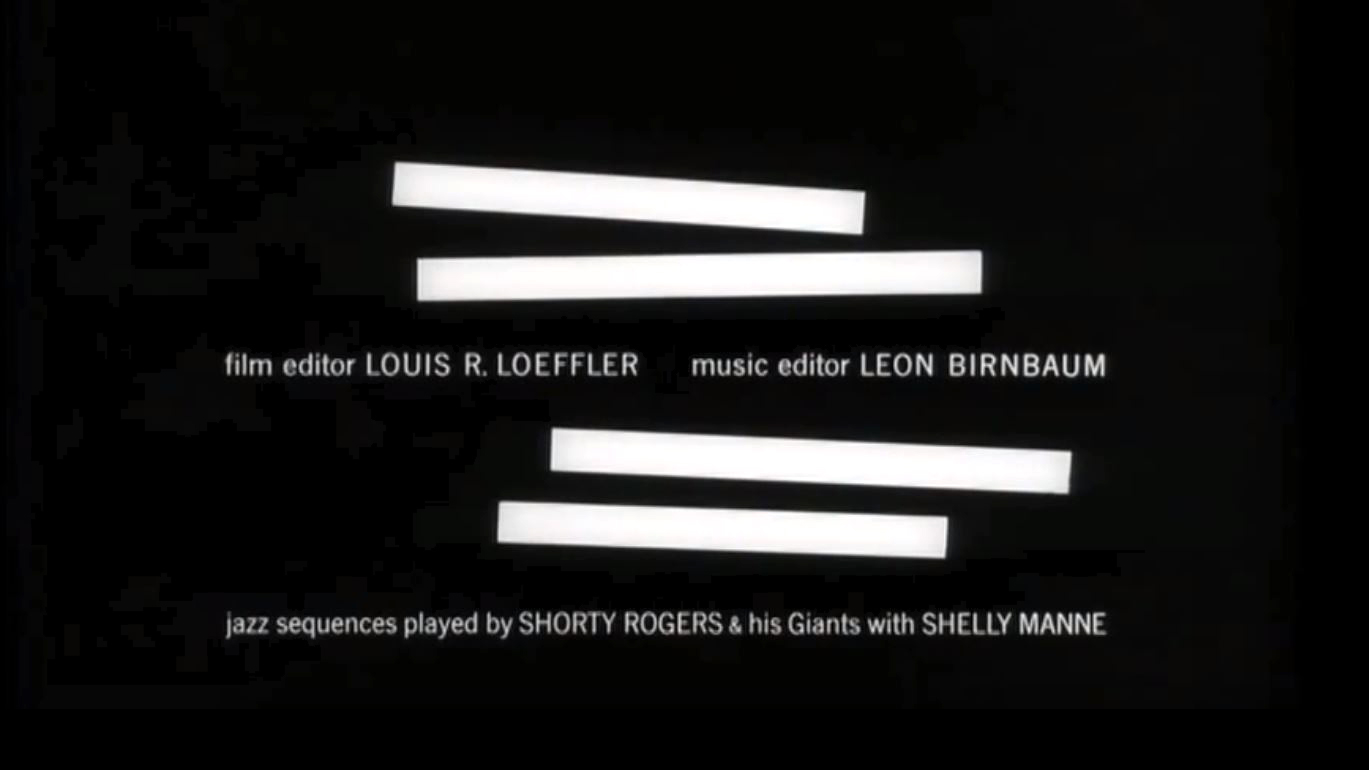 film editor LOUIS R. LOEFFLER music editor LEON BIRNBAUM
jazz sequences played by SHORTY ROGERS & his Giants with SHELLY MANNE